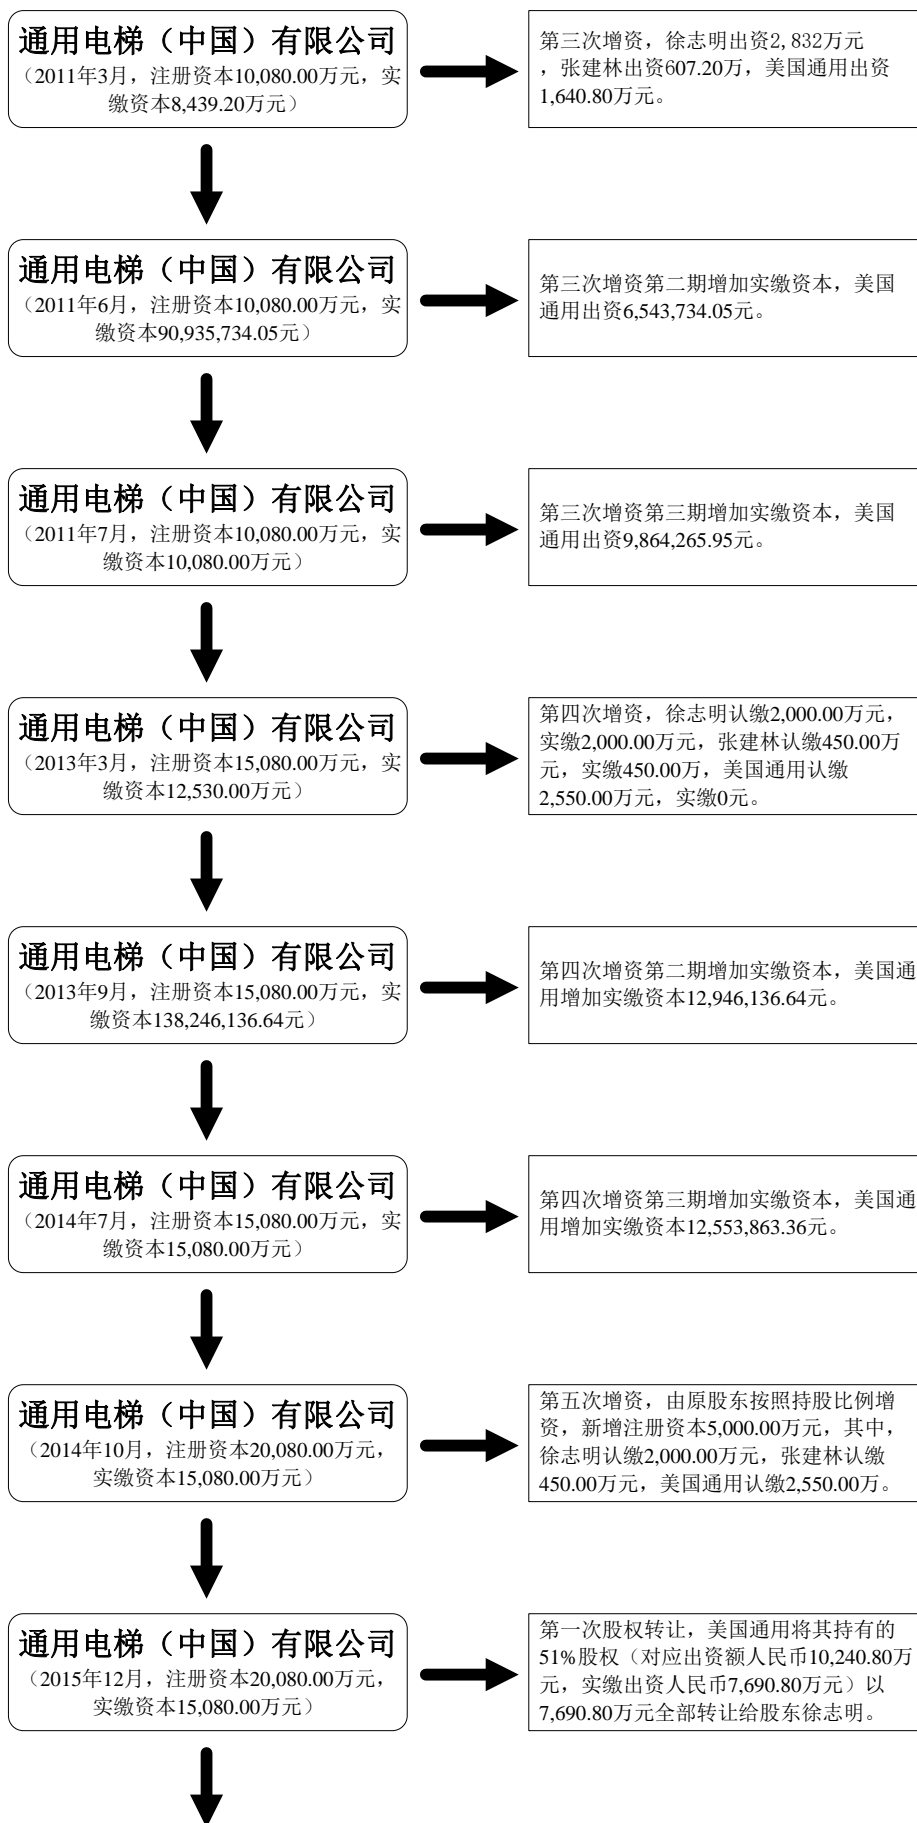 通用电梯（中国）有限公司
（2011年3月，注册资本10,080.00万元，实
缴资本8,439.20万元）
第三次增资，徐志明出资2,832万元
，张建林出资607.20万，美国通用出资
1,640.80万元。
通用电梯（中国）有限公司
（2011年6月，注册资本10,080.00万元，实
缴资本90,935,734.05元）
第三次增资第二期增加实缴资本，美国
通用出资6,543,734.05元。
通用电梯（中国）有限公司
（2011年7月，注册资本10,080.00万元，实
缴资本10,080.00万元）
第三次增资第三期增加实缴资本，美国
通用出资9,864,265.95元。
通用电梯（中国）有限公司
（2013年3月，注册资本15,080.00万元，实
缴资本12,530.00万元）
第四次增资，徐志明认缴2,000.00万元，
实缴2,000.00万元，张建林认缴450.00万
元，实缴450.00万，美国通用认缴
2,550.00万元，实缴0元。
通用电梯（中国）有限公司
（2013年9月，注册资本15,080.00万元，实
缴资本138,246,136.64元）
第四次增资第二期增加实缴资本，美国通
用增加实缴资本12,946,136.64元。
通用电梯（中国）有限公司
（2014年7月，注册资本15,080.00万元，实
缴资本15,080.00万元）
第四次增资第三期增加实缴资本，美国通
用增加实缴资本12,553,863.36元。
通用电梯（中国）有限公司
（2014年10月，注册资本20,080.00万元，
实缴资本15,080.00万元）
第五次增资，由原股东按照持股比例增
资，新增注册资本5,000.00万元，其中，
徐志明认缴2,000.00万元，张建林认缴
450.00万元，美国通用认缴2,550.00万。
通用电梯（中国）有限公司
（2015年12月，注册资本20,080.00万元，
实缴资本15,080.00万元）
第一次股权转让，美国通用将其持有的
51%股权（对应出资额人民币10,240.80万
元，实缴出资人民币7,690.80万元）以
7,690.80万元全部转让给股东徐志明。